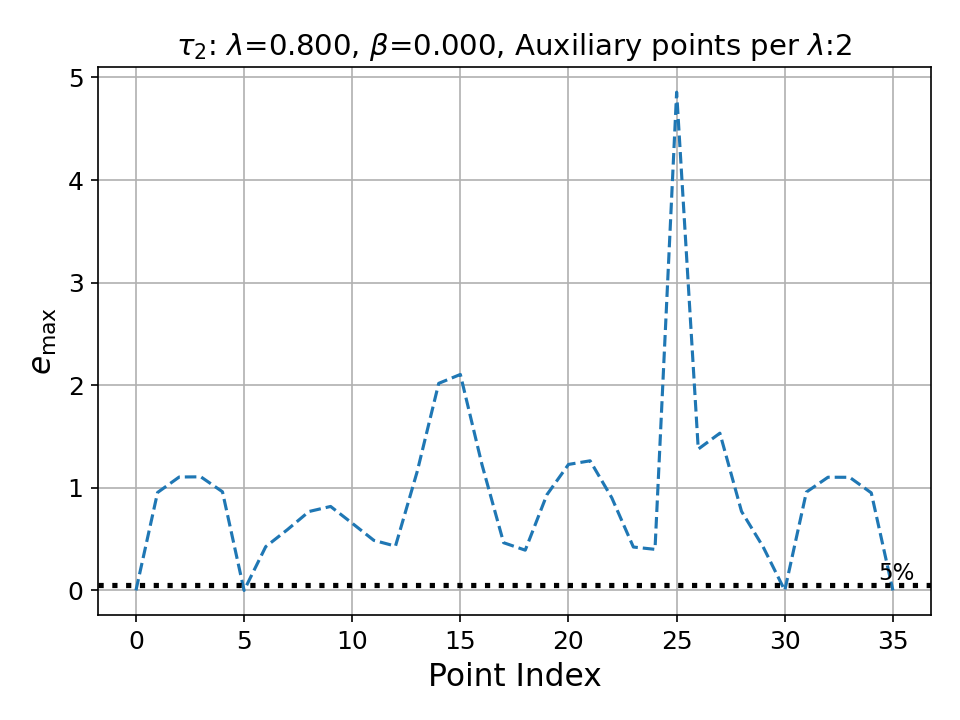 τ₂: λ=0.800, β=0.000, Auxiliary points per λ:2
5
4
3
2
1
0
e_max
5%
0 5 10 15 20 25 30 35
Point Index